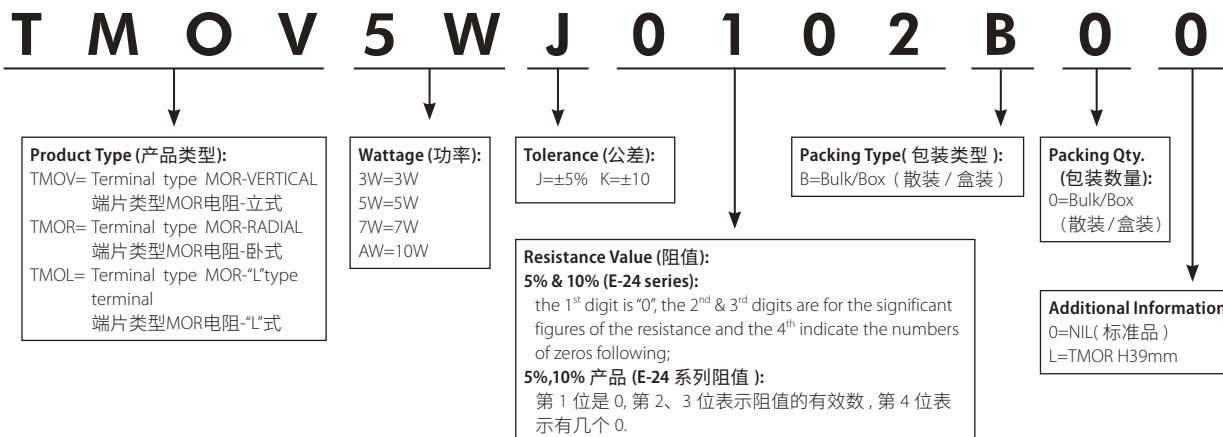 TMOV5WJ0102B00
Product Type (产品类型):
TMOV= Terminal type MOR-VERTICAL
端片类型MOR电阻-立式
TMOR= Terminal type MOR-RADIAL
端片类型MOR电阻-卧式
TMOL= Terminal type MOR-“L”type
terminal
端片类型MOR电阻-“L”式
Wattage (功率):
3W=3W
5W=5W
7W=7W
AW=10W
Tolerance (公差):
J=±5% K=±10
Resistance Value (阻值):
5% & 10% (E-24 series):
the 1st digit is “0”, the 2nd & 3rd digits are for the significant
figures of the resistance and the 4th indicate the numbers
of zeros following;
5%,10% 产品 (E-24 系列阻值 ):
第 1 位是 0, 第 2、3 位表示阻值的有效数 , 第 4 位表
示有几个 0.
Packing Type( 包装类型 ):
B=Bulk/Box ( 散装 / 盒装 )
Packing Qty.
(包装数量):
0=Bulk/Box
(散装/盒装)
Additional Information
0=NIL( 标准品 )
L=TMOR H39mm